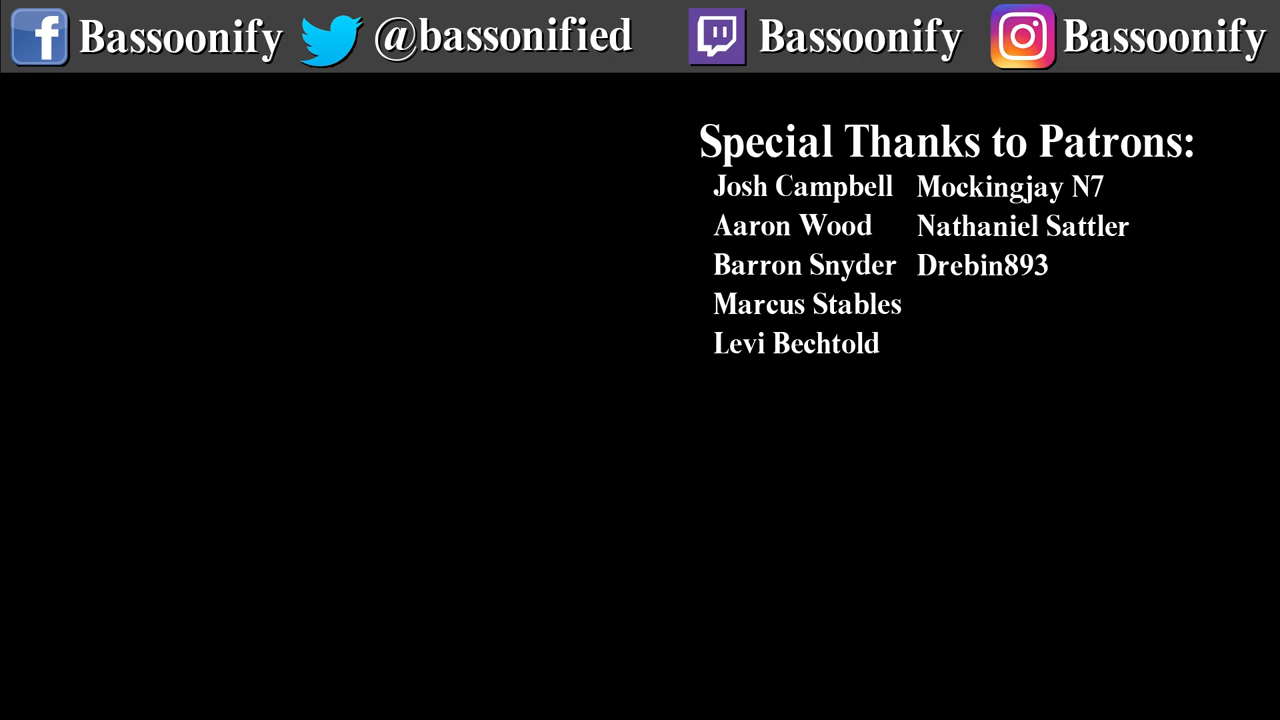 Bassoonify @bassonified Bassoonify Bassoonify
Special Thanks to Patrons:
Josh Campbell Mockingjay N7
Aaron Wood Nathaniel Sattler
Barron Snyder Drebin893
Marcus Stables
Levi Bechtold